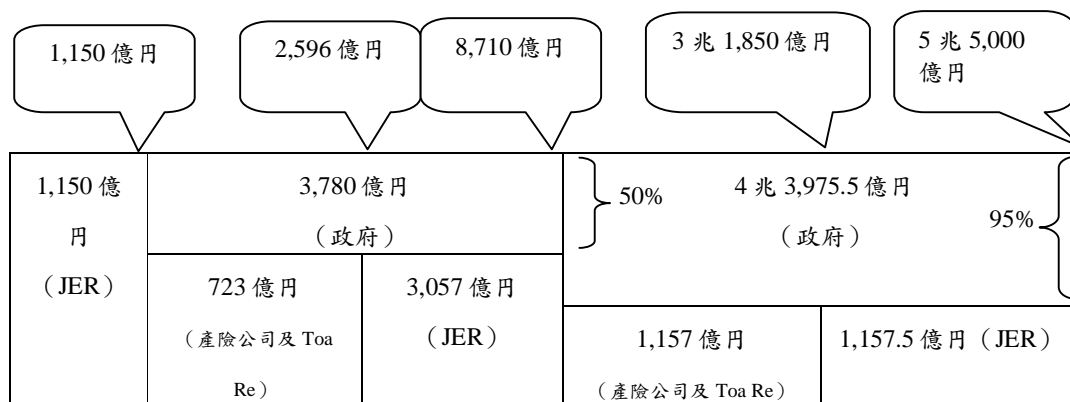 1,150 億円
2,596 億円
8,710 億円
3 兆 1,850 億円
5 兆 5,000
億円
1,150 億
円
(JER)
3,780 億円
(政府)
50%
4 兆 3,975.5 億円
(政府)
95%
723 億円
(產險公司及 Toa
Re)
3,057 億円
(JER)
1,157 億円
(產險公司及 Toa Re)
1,157.5 億円(JER)